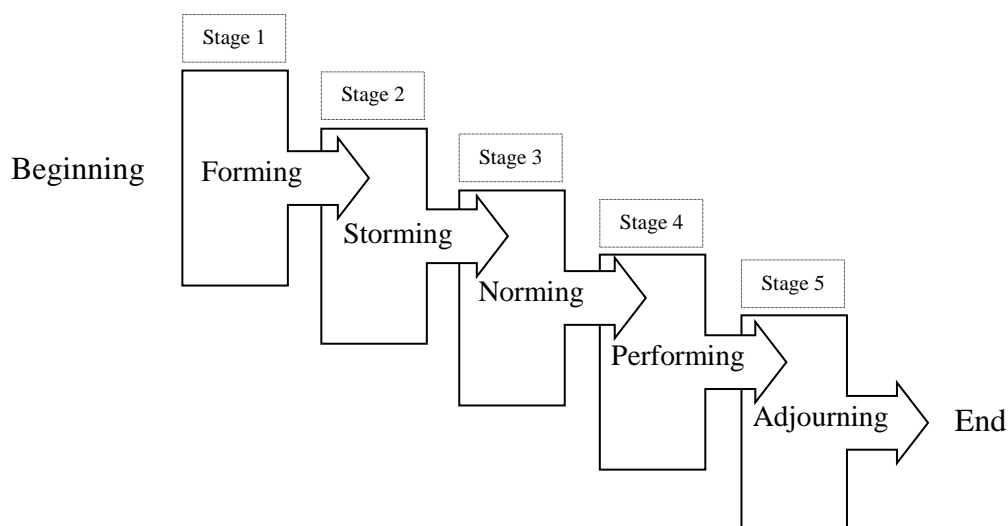 Stage 1
Stage 2
Stage 3
Stage 4
Stage 5
Beginning
Forming
Storming
Norming
Performing
Adjourning
End